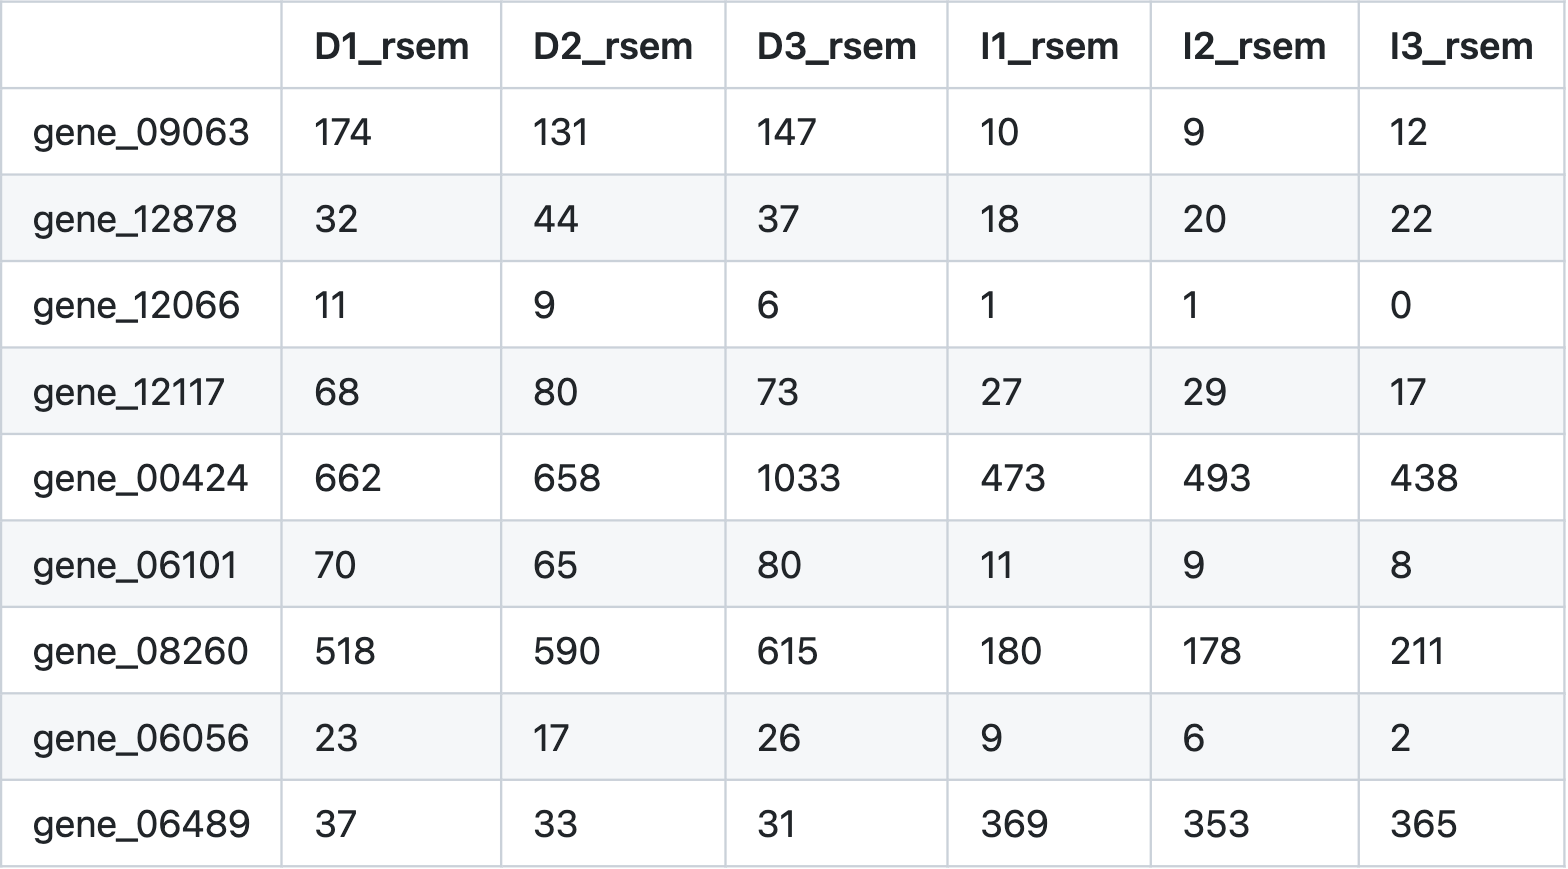 D1_rsem D2_rsem D3_rsem I1_rsem I2_rsem I3_rsem
gene_09063 174 131 147 10 9 12
gene_12878 32 44 37 18 20 22
gene_12066 11 9 6 1 1 0
gene_12117 68 80 73 27 29 17
gene_00424 662 658 1033 473 493 438
gene_06101 70 65 80 11 9 8
gene_08260 518 590 615 180 178 211
gene_06056 23 17 26 9 6 2
gene_06489 37 33 31 369 353 365